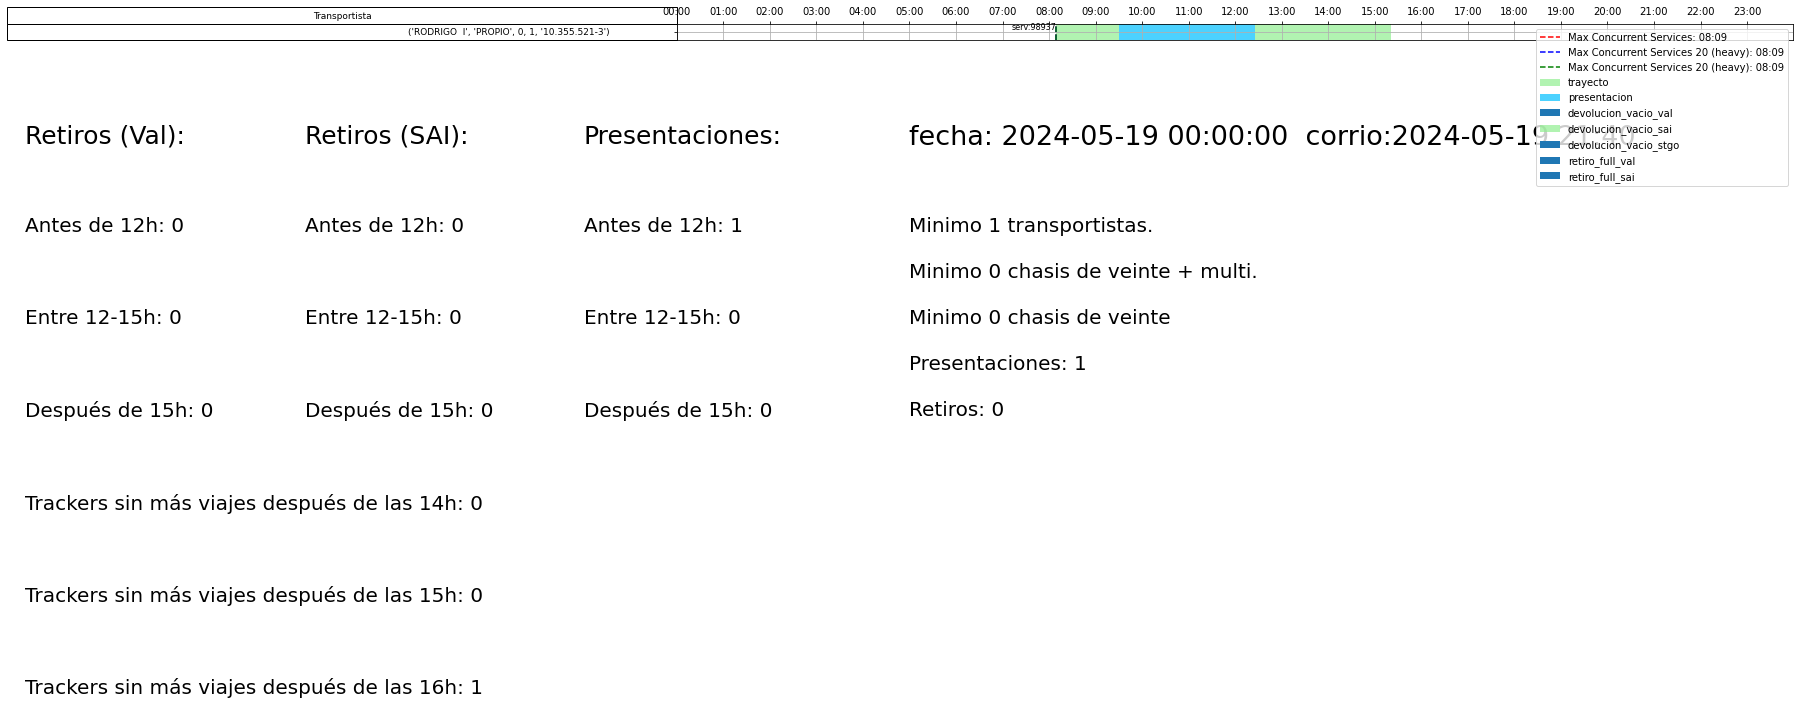 Transportista
00:00 01:00 02:00 03:00 04:00 05:00 06:00 07:00 08:00 09:00 10:00 11:00 12:00 13:00 14:00 15:00 16:00 17:00 18:00 19:00 20:00 21:00 22:00 23:00
('RODRIGO  I', 'PROPIO', 0, 1, '10.355.521-3')
serv:98937
Max Concurrent Services: 08:09
Max Concurrent Services 20 (heavy): 08:09
Max Concurrent Services 20 (heavy): 08:09
trayecto
presentacion
devolucion_vacio_val
devolucion_vacio_sai
devolucion_vacio_stgo
retiro_full_val
retiro_full_sai
Retiros (Val): Retiros (SAI): Presentaciones: fecha: 2024-05-19 00:00:00  corrio:2024-05-19 21:40
Antes de 12h: 0 Antes de 12h: 0 Antes de 12h: 1 Minimo 1 transportistas.
Minimo 0 chasis de veinte + multi.
Entre 12-15h: 0 Entre 12-15h: 0 Entre 12-15h: 0 Minimo 0 chasis de veinte
Presentaciones: 1
Después de 15h: 0 Después de 15h: 0 Después de 15h: 0 Retiros: 0
Trackers sin más viajes después de las 14h: 0
Trackers sin más viajes después de las 15h: 0
Trackers sin más viajes después de las 16h: 1